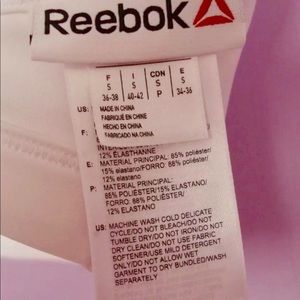 Reebok
F I CDN E
S S S S
36-38 40-42 P 34-36
US: MADE IN CHINA
FABRIQUÉ EN CHINE
HECHO EN CHINA
FABRICADO NA CHINA
12% ÉLASTHANNE
E: MATERIAL PRINCIPAL: 85% poliéster/
15% elastano/FORRO: 88% poliéster/
12% elastano
P: MATERIAL PRINCIPAL:
85% POLIÉSTER/15% ELASTANO/
FORRO: 88% POLIÉSTER/
12% ELASTANO
US: MACHINE WASH COLD DELICATE
CYCLE/DO NOT BLEACH/DO NOT
TUMBLE DRY/DO NOT IRON/DO NOT
DRY CLEAN/DO NOT USE FABRIC
SOFTENER/USE MILD DETERGENT
ONLY/DO NOT ALLOW WET
GARMENT TO DRY BUNDLED/WASH
SEPARATELY